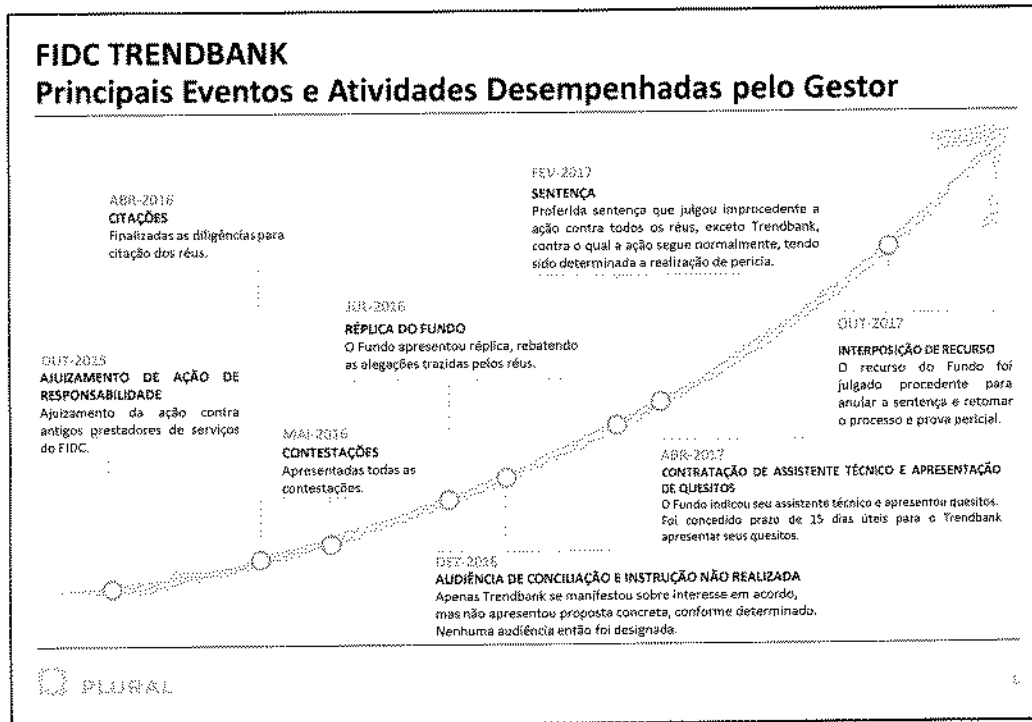 FIDC TRENDBANK
Principais Eventos e Atividades Desempenhadas pelo Gestor
ABR-2016
CITAÇÕES
Finalizadas as diligências para
citação dos réus.
FEV-2017
SENTENÇA
Proferida sentença que julgou improcedente a
ação contra todos os réus, exceto Trendbank,
contra o qual a ação segue normalmente, tendo
sido determinada a realização de perícia.
JUL-2016
RÉPLICA DO FUNDO
O Fundo apresentou réplica, rebatendo
as alegações trazidas pelos réus.
OUT-2017
INTERPOSIÇÃO DE RECURSO
O recurso do Fundo foi
julgado procedente para
anular a sentença e retomar
o processo e prova pericial.
OUT-2015
AJUIZAMENTO DE AÇÃO DE
RESPONSABILIDADE
Ajuizamento da ação contra
antigos prestadores de serviços
do FIDC.
MAI-2016
CONTESTAÇÕES
Apresentadas todas as
contestações.
ABR-2017
CONTRATAÇÃO DE ASSISTENTE TÉCNICO E APRESENTAÇÃO
DE QUESITOS
O Fundo indicou seu assistente técnico e apresentou quesitos.
Foi concedido prazo de 15 dias úteis para o Trendbank
apresentar seus quesitos.
DEZ-2016
AUDIÊNCIA DE CONCILIAÇÃO E INSTRUÇÃO NÃO REALIZADA
Apenas Trendbank se manifestou sobre interesse em acordo,
mas não apresentou proposta concreta, conforme determinado.
Nenhuma audiência então foi designada.
PLURAL